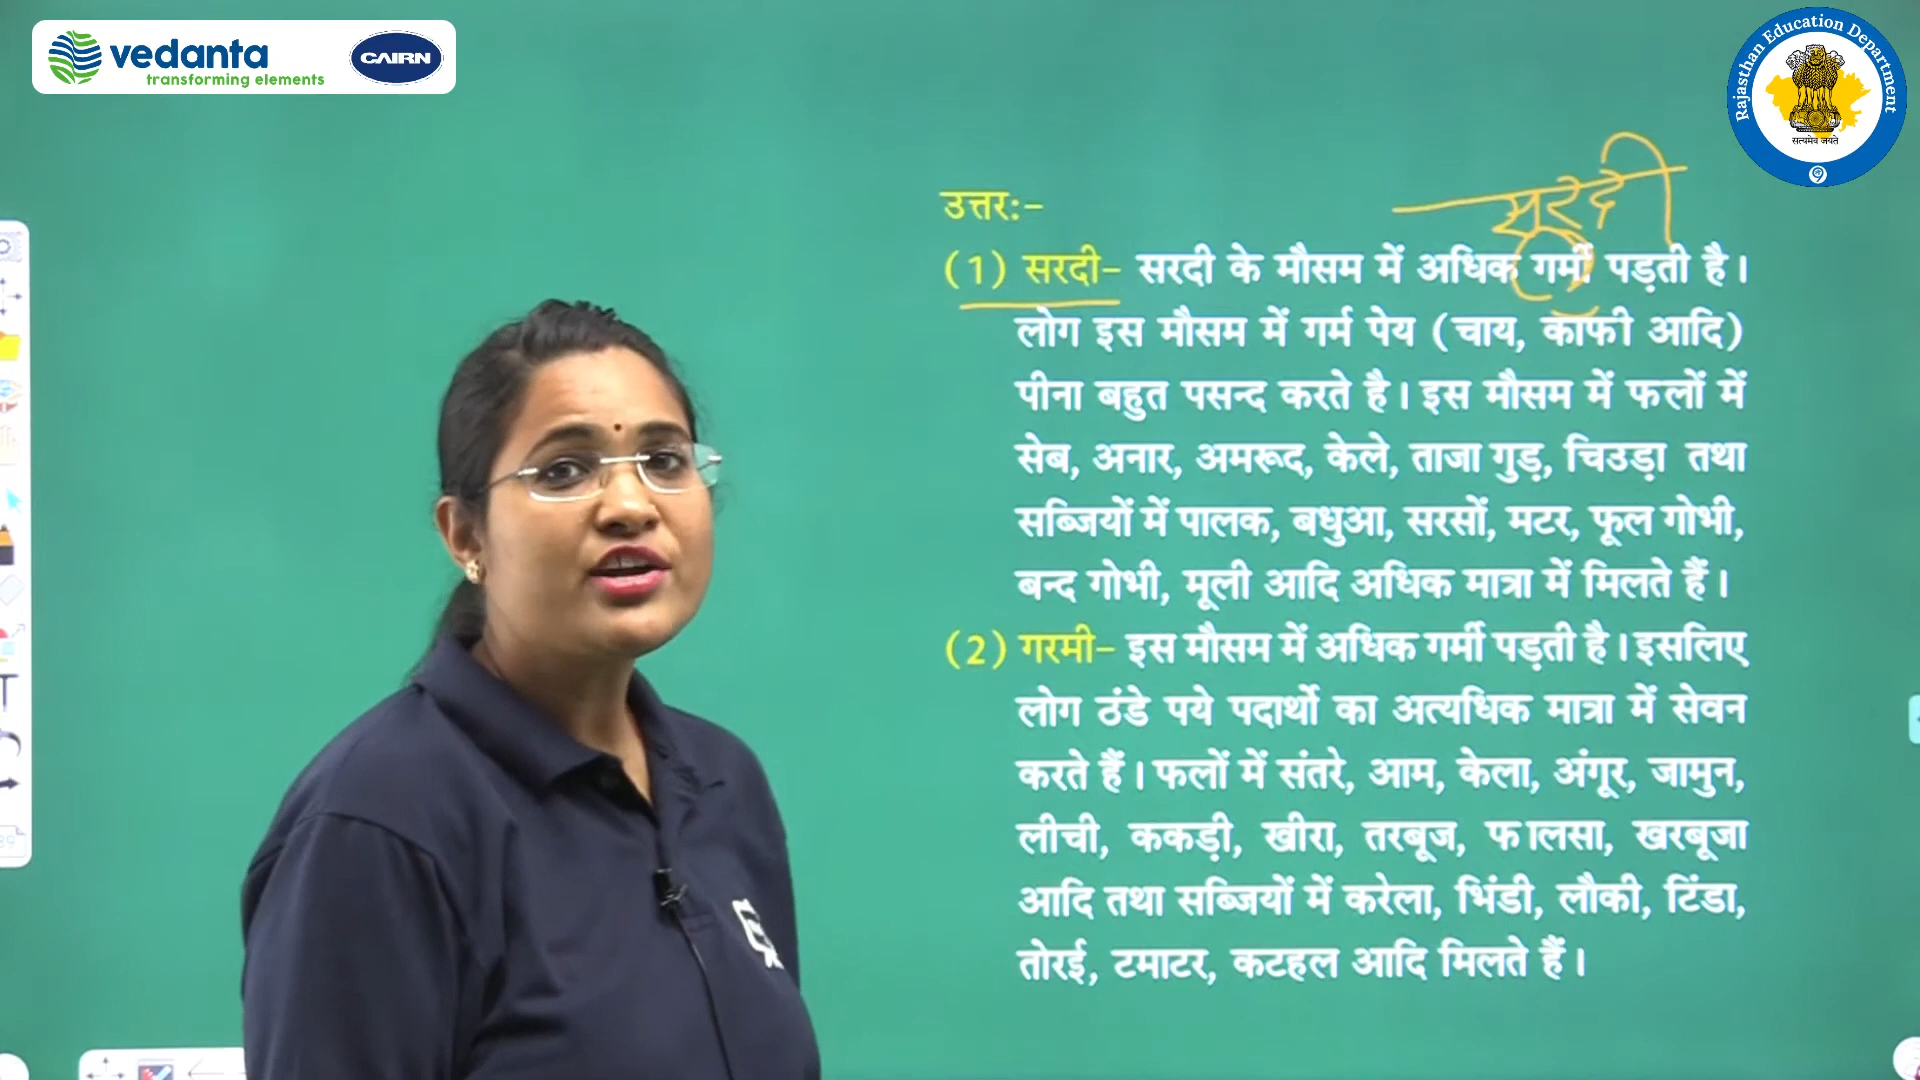 vedanta
transforming elements
CAIRN
Rajasthan Education Department
सत्यमेव जयते
सरदी
उत्तर:-
(1) सरदी- सरदी के मौसम में अधिक गर्मी पड़ती है।
लोग इस मौसम में गर्म पेय (चाय, काफी आदि)
पीना बहुत पसन्द करते है। इस मौसम में फलों में
सेब, अनार, अमरूद, केले, ताजा गुड़, चिउड़ा तथा
सब्जियों में पालक, बधुआ, सरसों, मटर, फूल गोभी,
बन्द गोभी, मूली आदि अधिक मात्रा में मिलते हैं।
(2) गरमी- इस मौसम में अधिक गर्मी पड़ती है। इसलिए
लोग ठंडे पये पदार्थो का अत्यधिक मात्रा में सेवन
करते हैं। फलों में संतरे, आम, केला, अंगूर, जामुन,
लीची, ककड़ी, खीरा, तरबूज, फालसा, खरबूजा
आदि तथा सब्जियों में करेला, भिंडी, लौकी, टिंडा,
तोरई, टमाटर, कटहल आदि मिलते हैं।